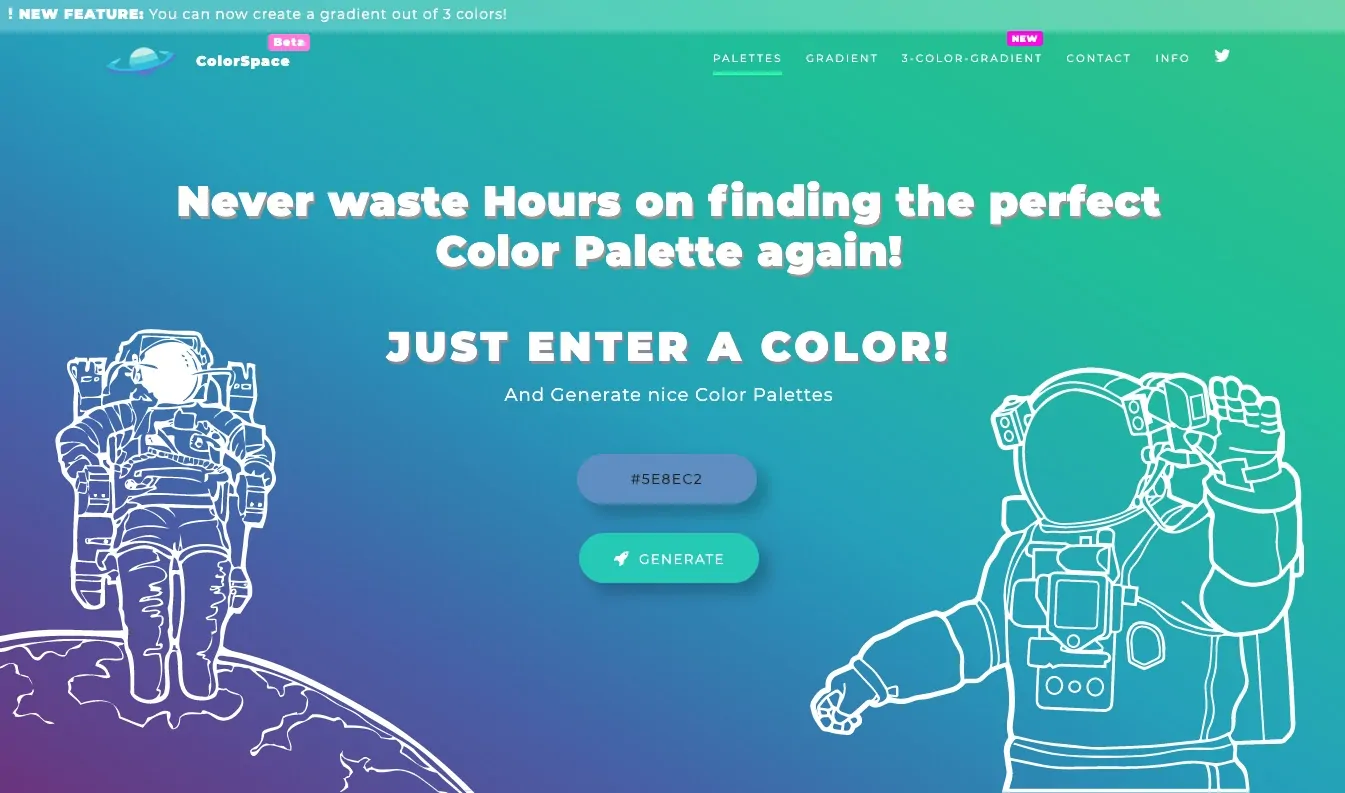 ! NEW FEATURE: You can now create a gradient out of 3 colors!
ColorSpace
Beta
PALETTES
GRADIENT
3-COLOR-GRADIENT
NEW
CONTACT
INFO
Never waste Hours on finding the perfect
Color Palette again!
JUST ENTER A COLOR!
And Generate nice Color Palettes
#5E8EC2
GENERATE